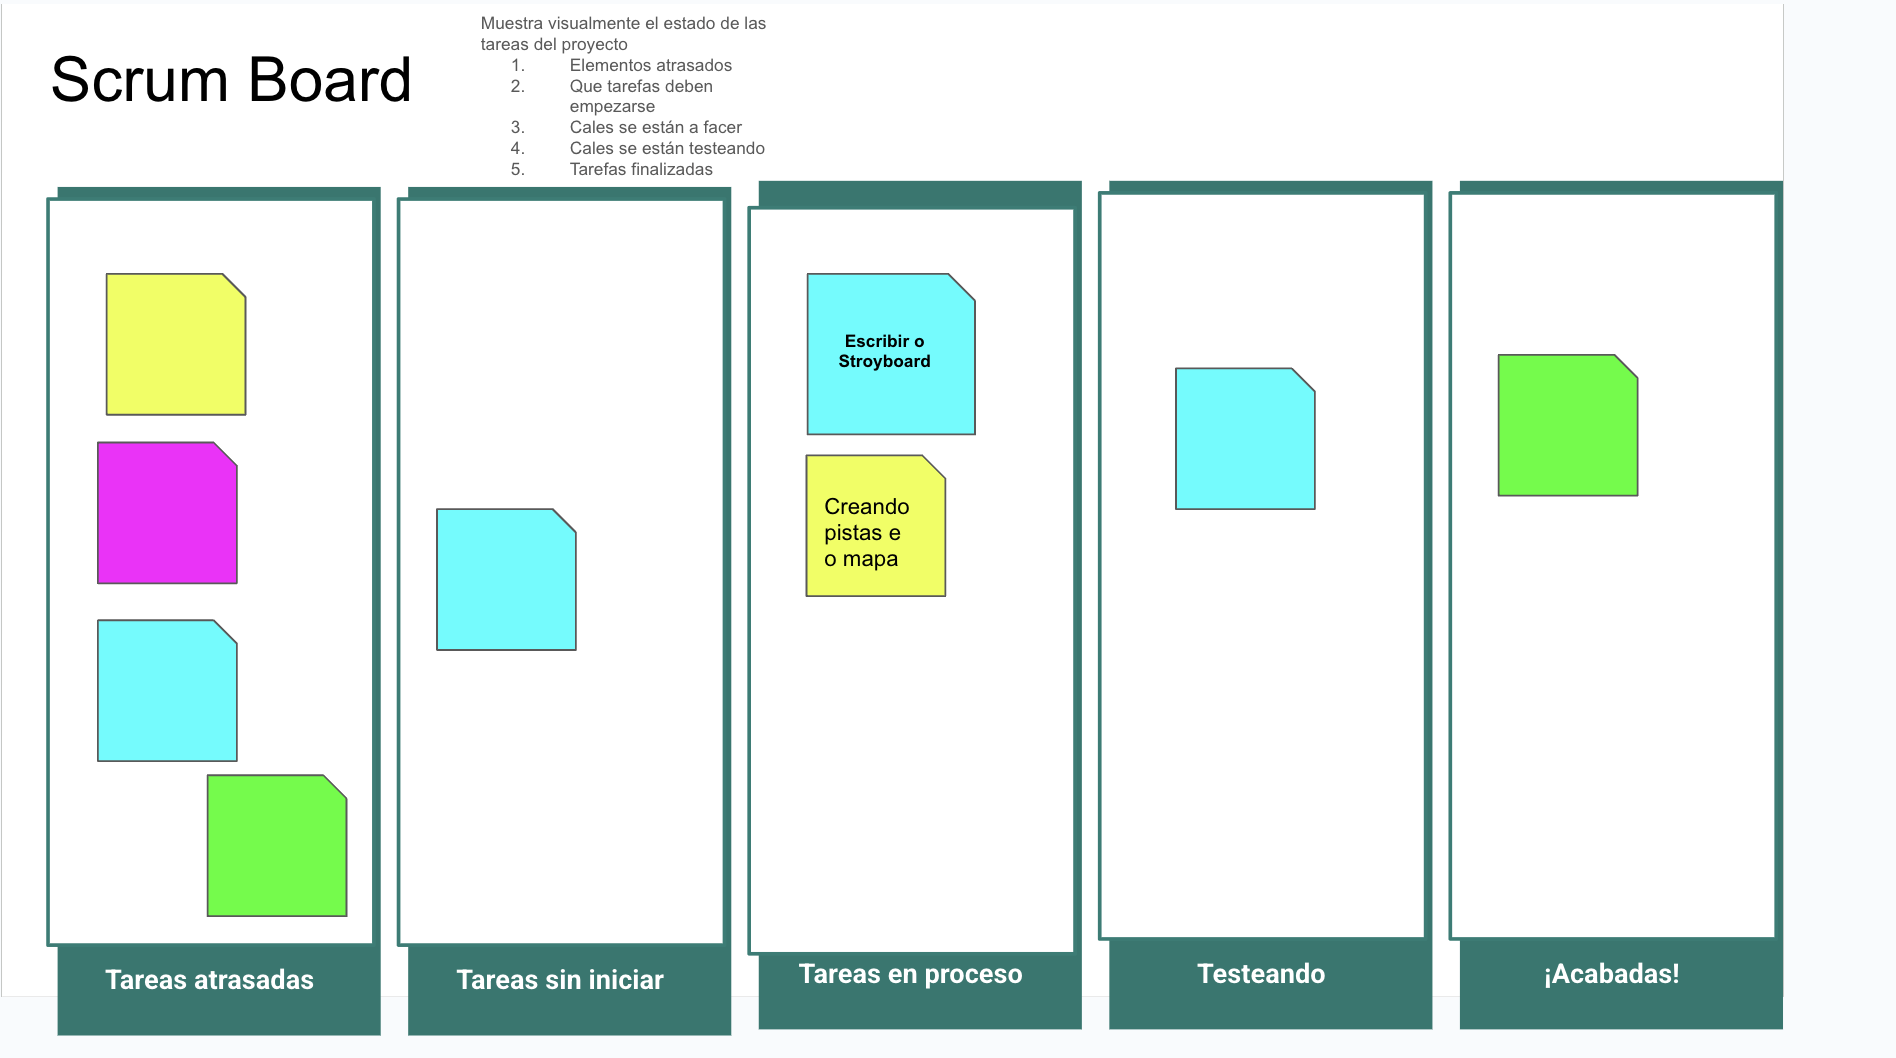 Scrum Board
Muestra visualmente el estado de las
tareas del proyecto
1. Elementos atrasados
2. Que tarefas deben
empezarse
3. Cales se están a facer
4. Cales se están testeando
5. Tarefas finalizadas
Escribir o
Stroyboard
Creando
pistas e
o mapa
Tareas atrasadas
Tareas sin iniciar
Tareas en proceso
Testeando
¡Acabadas!